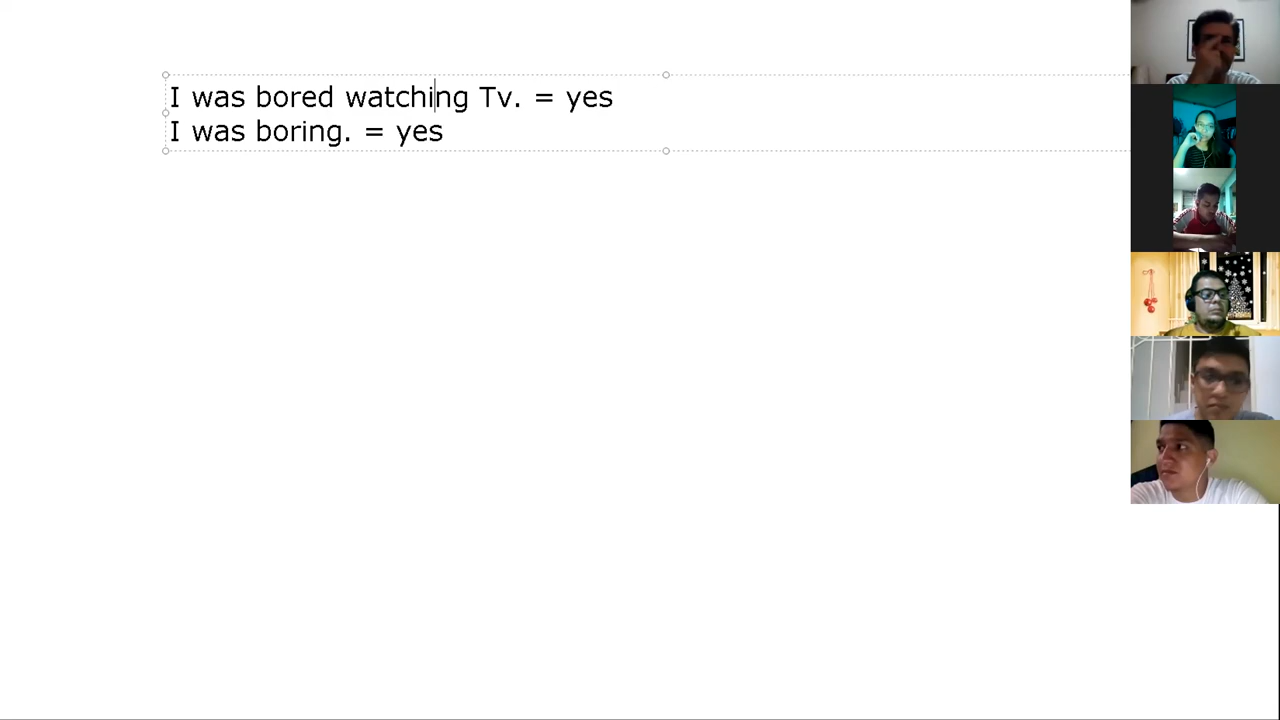 I was bored watching Tv. = yes
I was boring. = yes